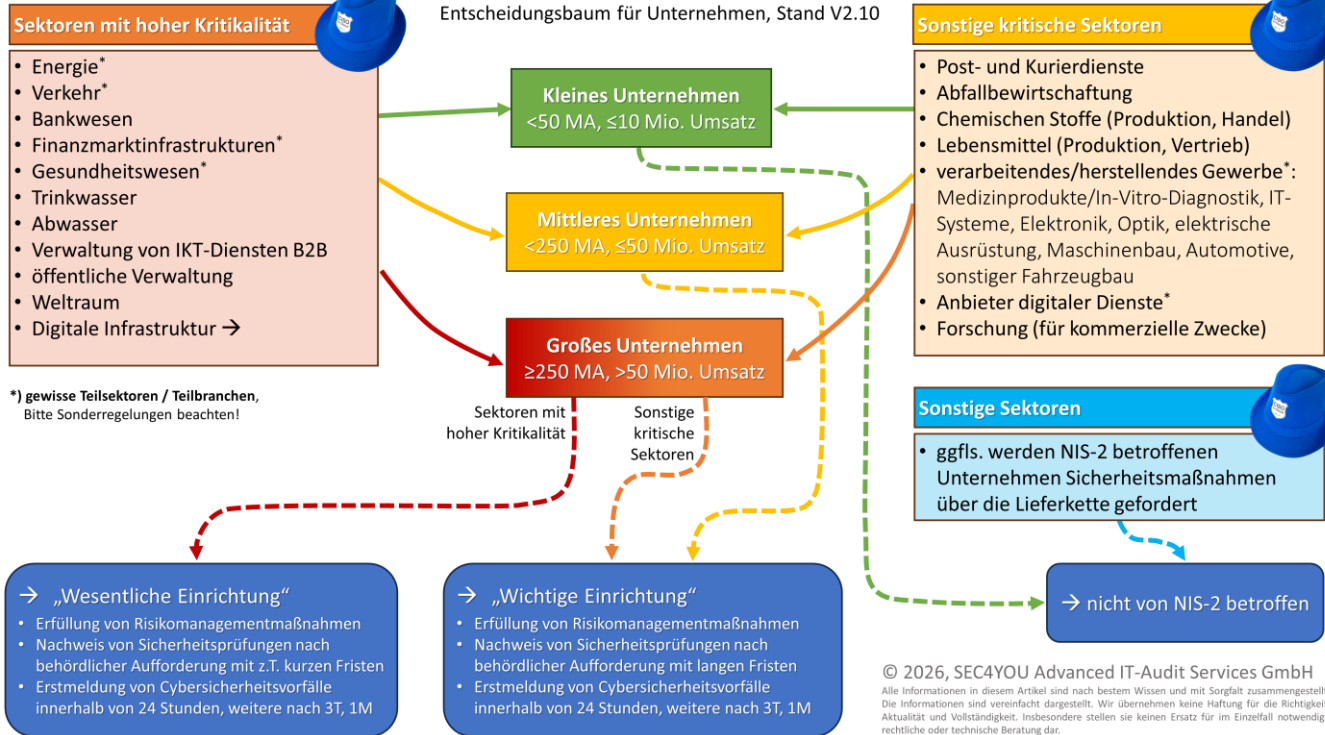 Entscheidungsbaum für Unternehmen, Stand V2.10
Sektoren mit hoher Kritikalität
• Energie*
• Verkehr*
• Bankwesen
• Finanzmarktinfrastrukturen*
• Gesundheitswesen*
• Trinkwasser
• Abwasser
• Verwaltung von IKT-Diensten B2B
• öffentliche Verwaltung
• Weltraum
• Digitale Infrastruktur →
*) gewisse Teilsektoren / Teilbranchen,
Bitte Sonderregelungen beachten!
Kleines Unternehmen
<50 MA, ≤10 Mio. Umsatz
Mittleres Unternehmen
<250 MA, ≤50 Mio. Umsatz
Großes Unternehmen
≥250 MA, >50 Mio. Umsatz
Sektoren mit
hoher Kritikalität
Sonstige
kritische
Sektoren
Sonstige kritische Sektoren
• Post- und Kurierdienste
• Abfallbewirtschaftung
• Chemischen Stoffe (Produktion, Handel)
• Lebensmittel (Produktion, Vertrieb)
• verarbeitendes/herstellendes Gewerbe*:
Medizinprodukte/In-Vitro-Diagnostik, IT-
Systeme, Elektronik, Optik, elektrische
Ausrüstung, Maschinenbau, Automotive,
sonstiger Fahrzeugbau
• Anbieter digitaler Dienste*
• Forschung (für kommerzielle Zwecke)
Sonstige Sektoren
• ggfls. werden NIS-2 betroffenen
Unternehmen Sicherheitsmaßnahmen
über die Lieferkette gefordert
→ „Wesentliche Einrichtung“
• Erfüllung von Risikomanagementmaßnahmen
• Nachweis von Sicherheitsprüfungen nach
behördlicher Aufforderung mit z.T. kurzen Fristen
• Erstmeldung von Cybersicherheitsvorfälle
innerhalb von 24 Stunden, weitere nach 3T, 1M
→ „Wichtige Einrichtung“
• Erfüllung von Risikomanagementmaßnahmen
• Nachweis von Sicherheitsprüfungen nach
behördlicher Aufforderung mit langen Fristen
• Erstmeldung von Cybersicherheitsvorfälle
innerhalb von 24 Stunden, weitere nach 3T, 1M
→ nicht von NIS-2 betroffen
© 2026, SEC4YOU Advanced IT-Audit Services GmbH
Alle Informationen in diesem Artikel sind nach bestem Wissen und mit Sorgfalt zusammengestellt
Die Informationen sind vereinfacht dargestellt. Wir übernehmen keine Haftung für die Richtigkeit
Aktualität und Vollständigkeit. Insbesondere stellen sie keinen Ersatz für im Einzelfall notwendig
rechtliche oder technische Beratung dar.